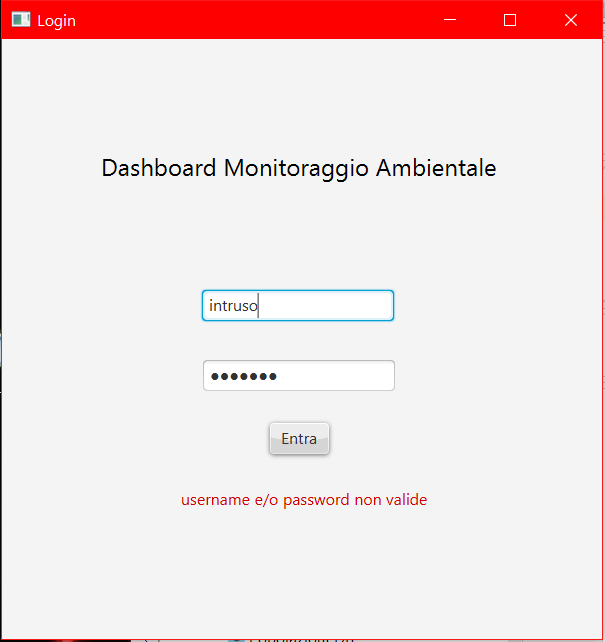 Login
Dashboard Monitoraggio Ambientale
intruso
•••••••
Entra
username e/o password non valide